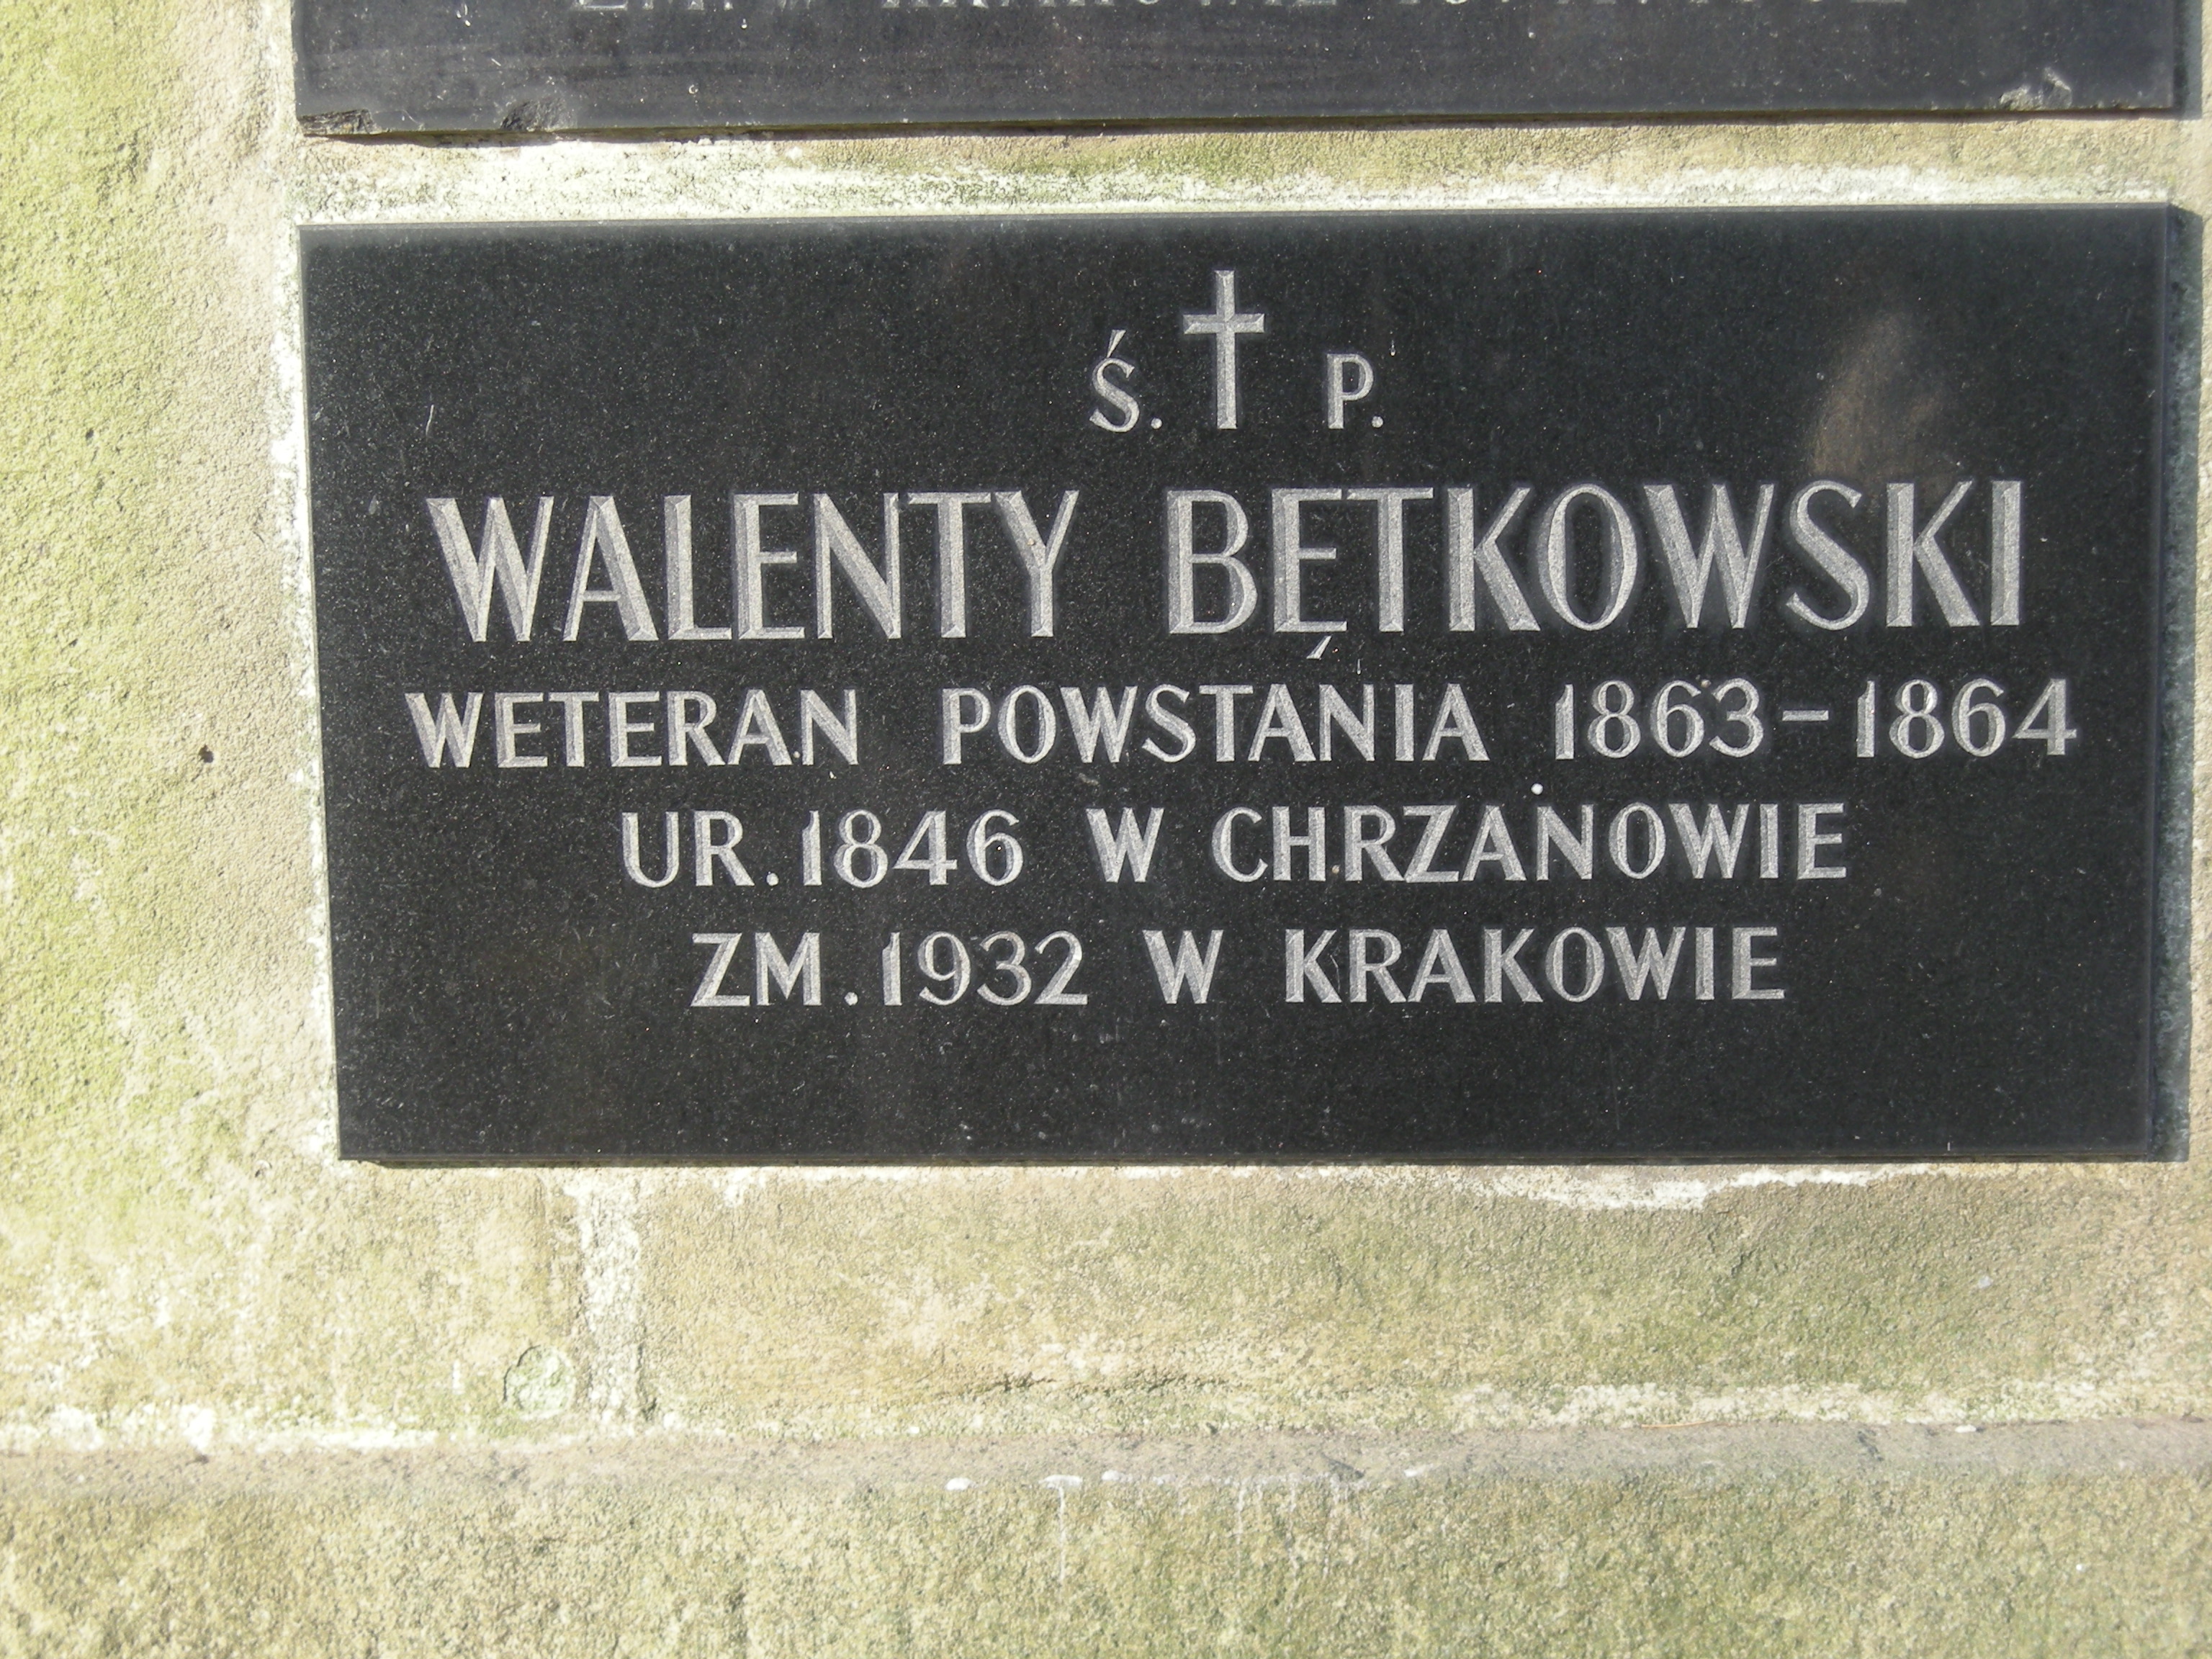 Ś. P.
WALENTY BĘTKOWSKI
WETERAN POWSTANIA 1863-1864
UR. 1846 W CHRZANOWIE
ZM. 1932 W KRAKOWIE